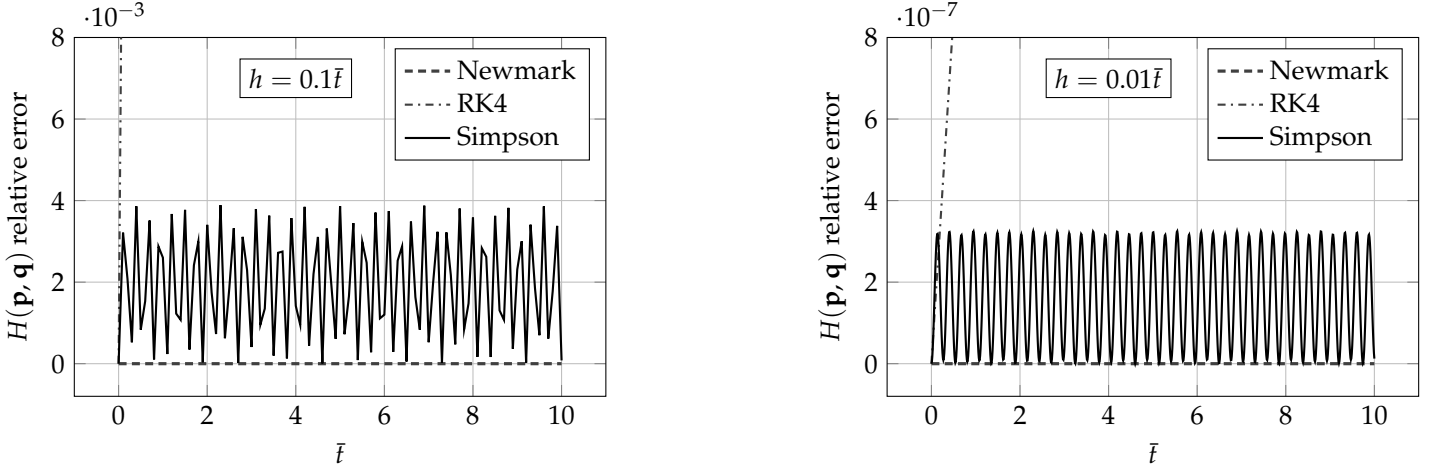 ·10⁻³
8
6
4
2
0
H(p, q) relative error
h = 0.1t̄
Newmark
RK4
Simpson
0 2 4 6 8 10
t̄
·10⁻⁷
8
6
4
2
0
H(p, q) relative error
h = 0.01t̄
Newmark
RK4
Simpson
0 2 4 6 8 10
t̄